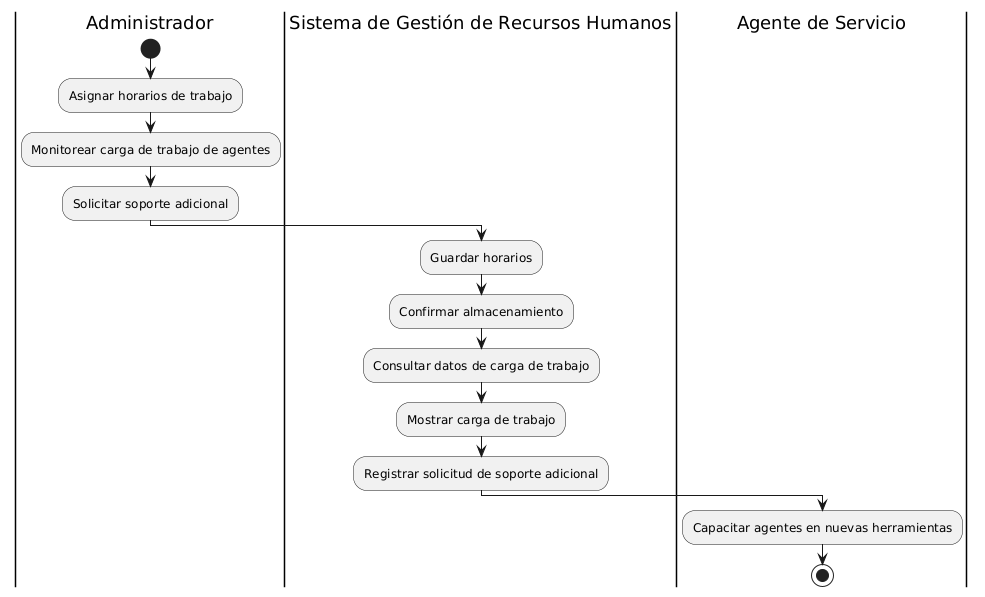 Administrador
Sistema de Gestión de Recursos Humanos
Agente de Servicio
Asignar horarios de trabajo
Monitorear carga de trabajo de agentes
Solicitar soporte adicional
Guardar horarios
Confirmar almacenamiento
Consultar datos de carga de trabajo
Mostrar carga de trabajo
Registrar solicitud de soporte adicional
Capacitar agentes en nuevas herramientas